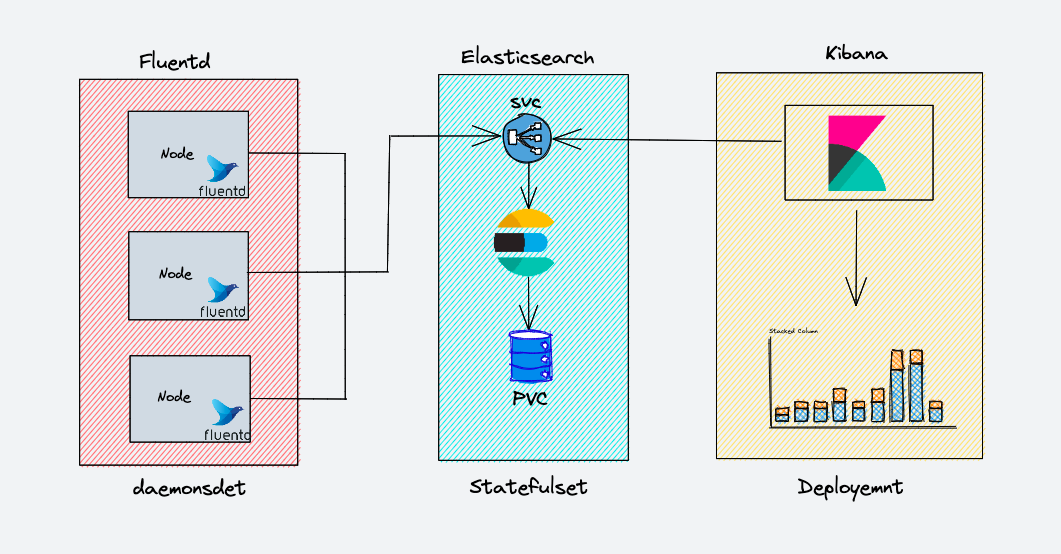 Fluentd
Node
fluentd
Node
fluentd
Node
fluentd
daemonsdet
Elasticsearch
svc
PVC
Statefulset
Kibana
Stacked Column
Deployemnt